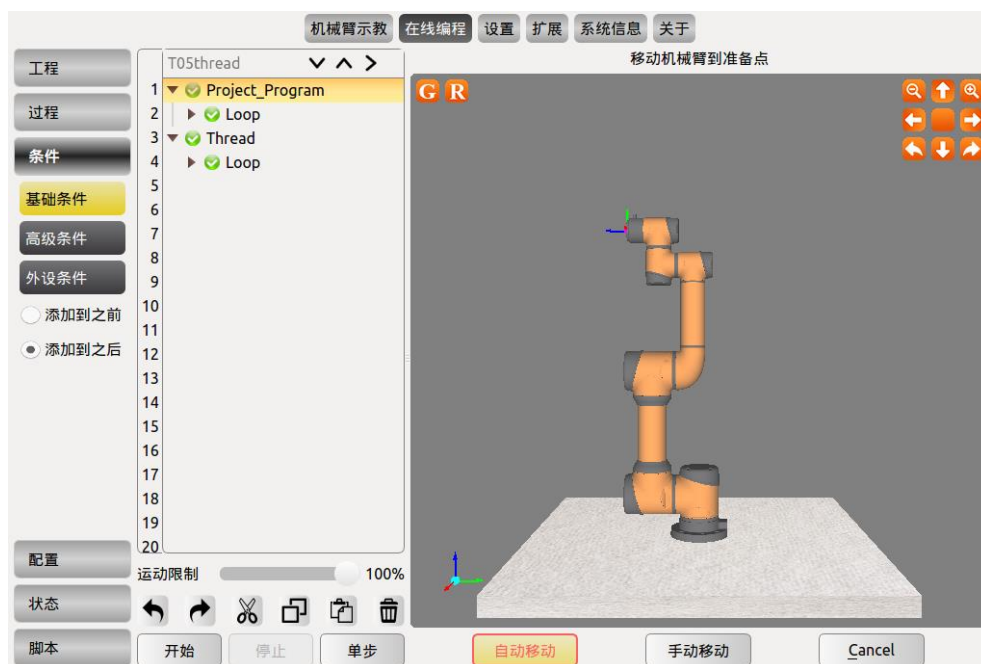 机械臂示教 在线编程 设置 扩展 系统信息 关于
工程
过程
条件
基础条件
高级条件
外设条件
添加到之前
添加到之后
配置
状态
脚本
T05thread
1 Project_Program
2 Loop
3 Thread
4 Loop
5
6
7
8
9
10
11
12
13
14
15
16
17
18
19
20
运动限制 100%
开始 停止 单步
移动机械臂到准备点
G R
自动移动 手动移动 Cancel